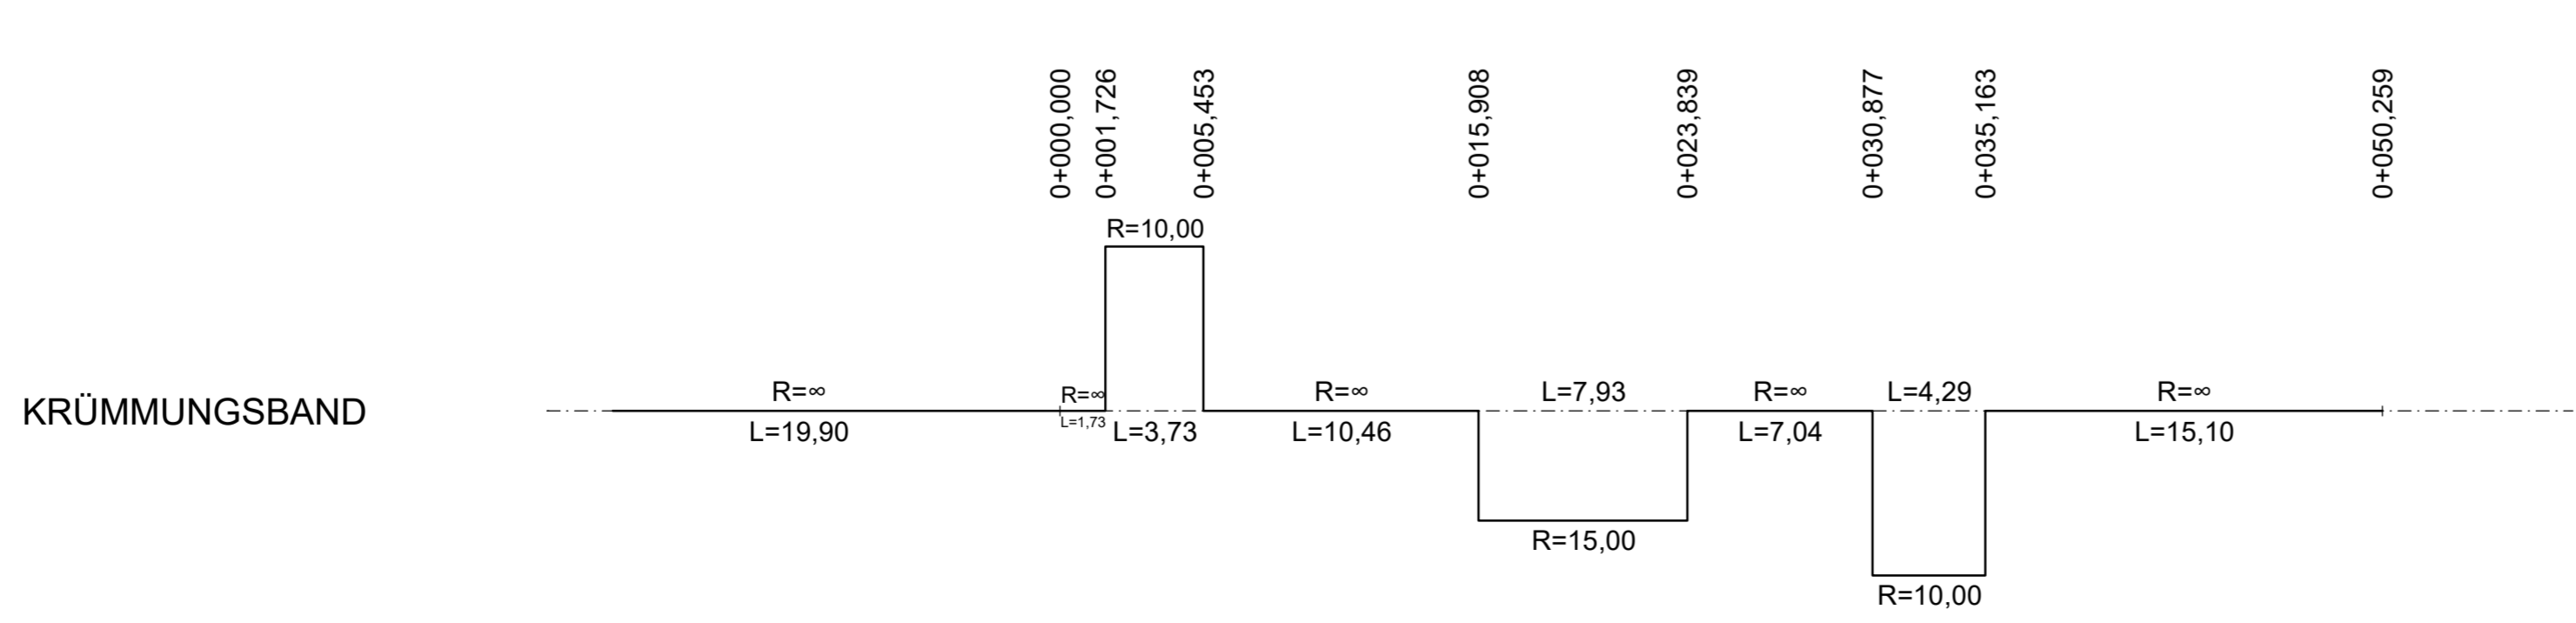 0+000,000
0+001,726
0+005,453
0+015,908
0+023,839
0+030,877
0+035,163
0+050,259
R=10,00
KRÜMMUNGSBAND
R=∞
R=∞
R=∞
L=7,93
R=∞
L=4,29
R=∞
L=19,90
L=1,73
L=3,73
L=10,46
L=7,04
L=15,10
R=15,00
R=10,00